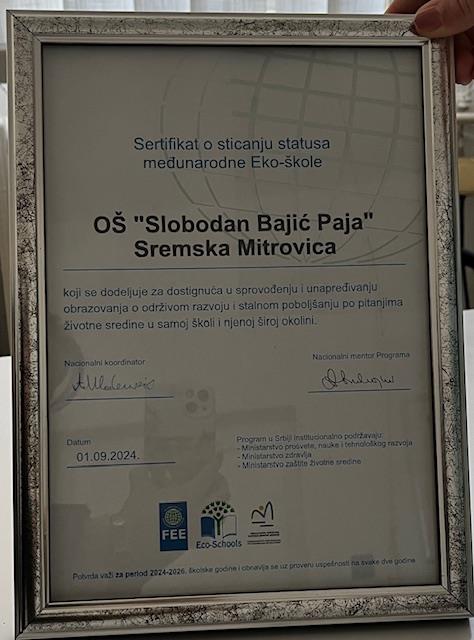 Sertifikat o sticanju statusa
međunarodne Eko-škole
OŠ "Slobodan Bajić Paja"
Sremska Mitrovica
koji se dodeljuje za dostignuća u sprovođenju i unapređivanju
obrazovanja o održivom razvoju i stalnom poboljšanju po pitanjima
životne sredine u samoj školi i njenoj široj okolini.
Nacionalni koordinator
Nacionalni mentor Programa
Datum
01.09.2024.
Program u Srbiji institucionalno podržavaju:
- Ministarstvo prosvete, nauke i tehnološkog razvoja
- Ministarstvo zdravlja
- Ministarstvo zaštite životne sredine
FEE
Eco-Schools
Potvrda važi za period 2024-2026. školske godine i obnavlja se uz proveru uspešnosti na svake dve godine